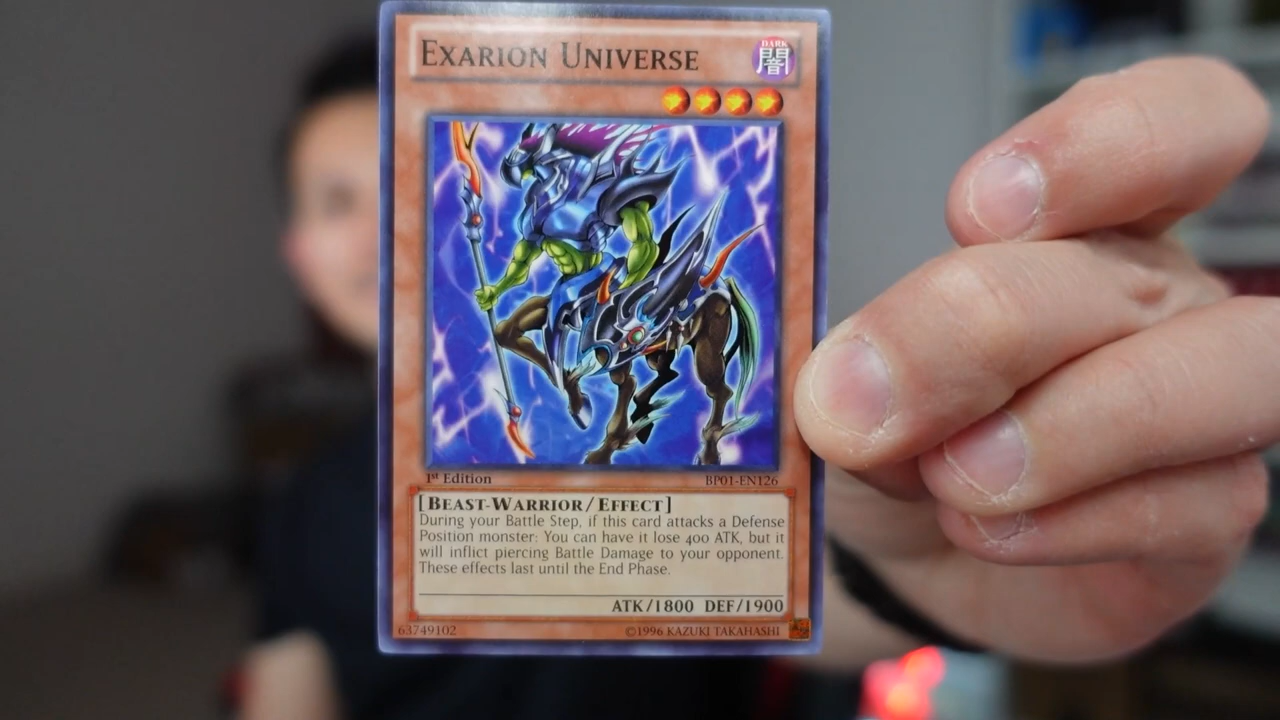 EXARION UNIVERSE
DARK
闇
1st Edition
BP01-EN126
[BEAST-WARRIOR/EFFECT]
During your Battle Step, if this card attacks a Defense
Position monster: You can have it lose 400 ATK, but it
will inflict piercing Battle Damage to your opponent.
These effects last until the End Phase.
ATK/1800 DEF/1900
63749102
©1996 KAZUKI TAKAHASHI